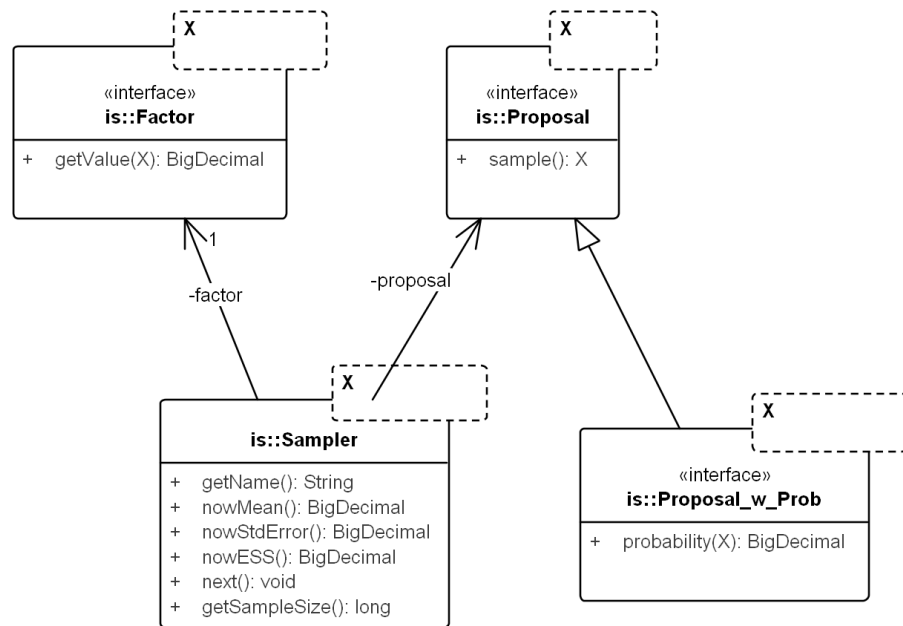 X
«interface»
is::Factor
+ getValue(X): BigDecimal
X
«interface»
is::Proposal
+ sample(): X
1
-factor
-proposal
X
is::Sampler
+ getName(): String
+ nowMean(): BigDecimal
+ nowStdError(): BigDecimal
+ nowESS(): BigDecimal
+ next(): void
+ getSampleSize(): long
X
«interface»
is::Proposal_w_Prob
+ probability(X): BigDecimal